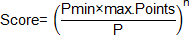 Score= (Pmin×max.Points / P)^n